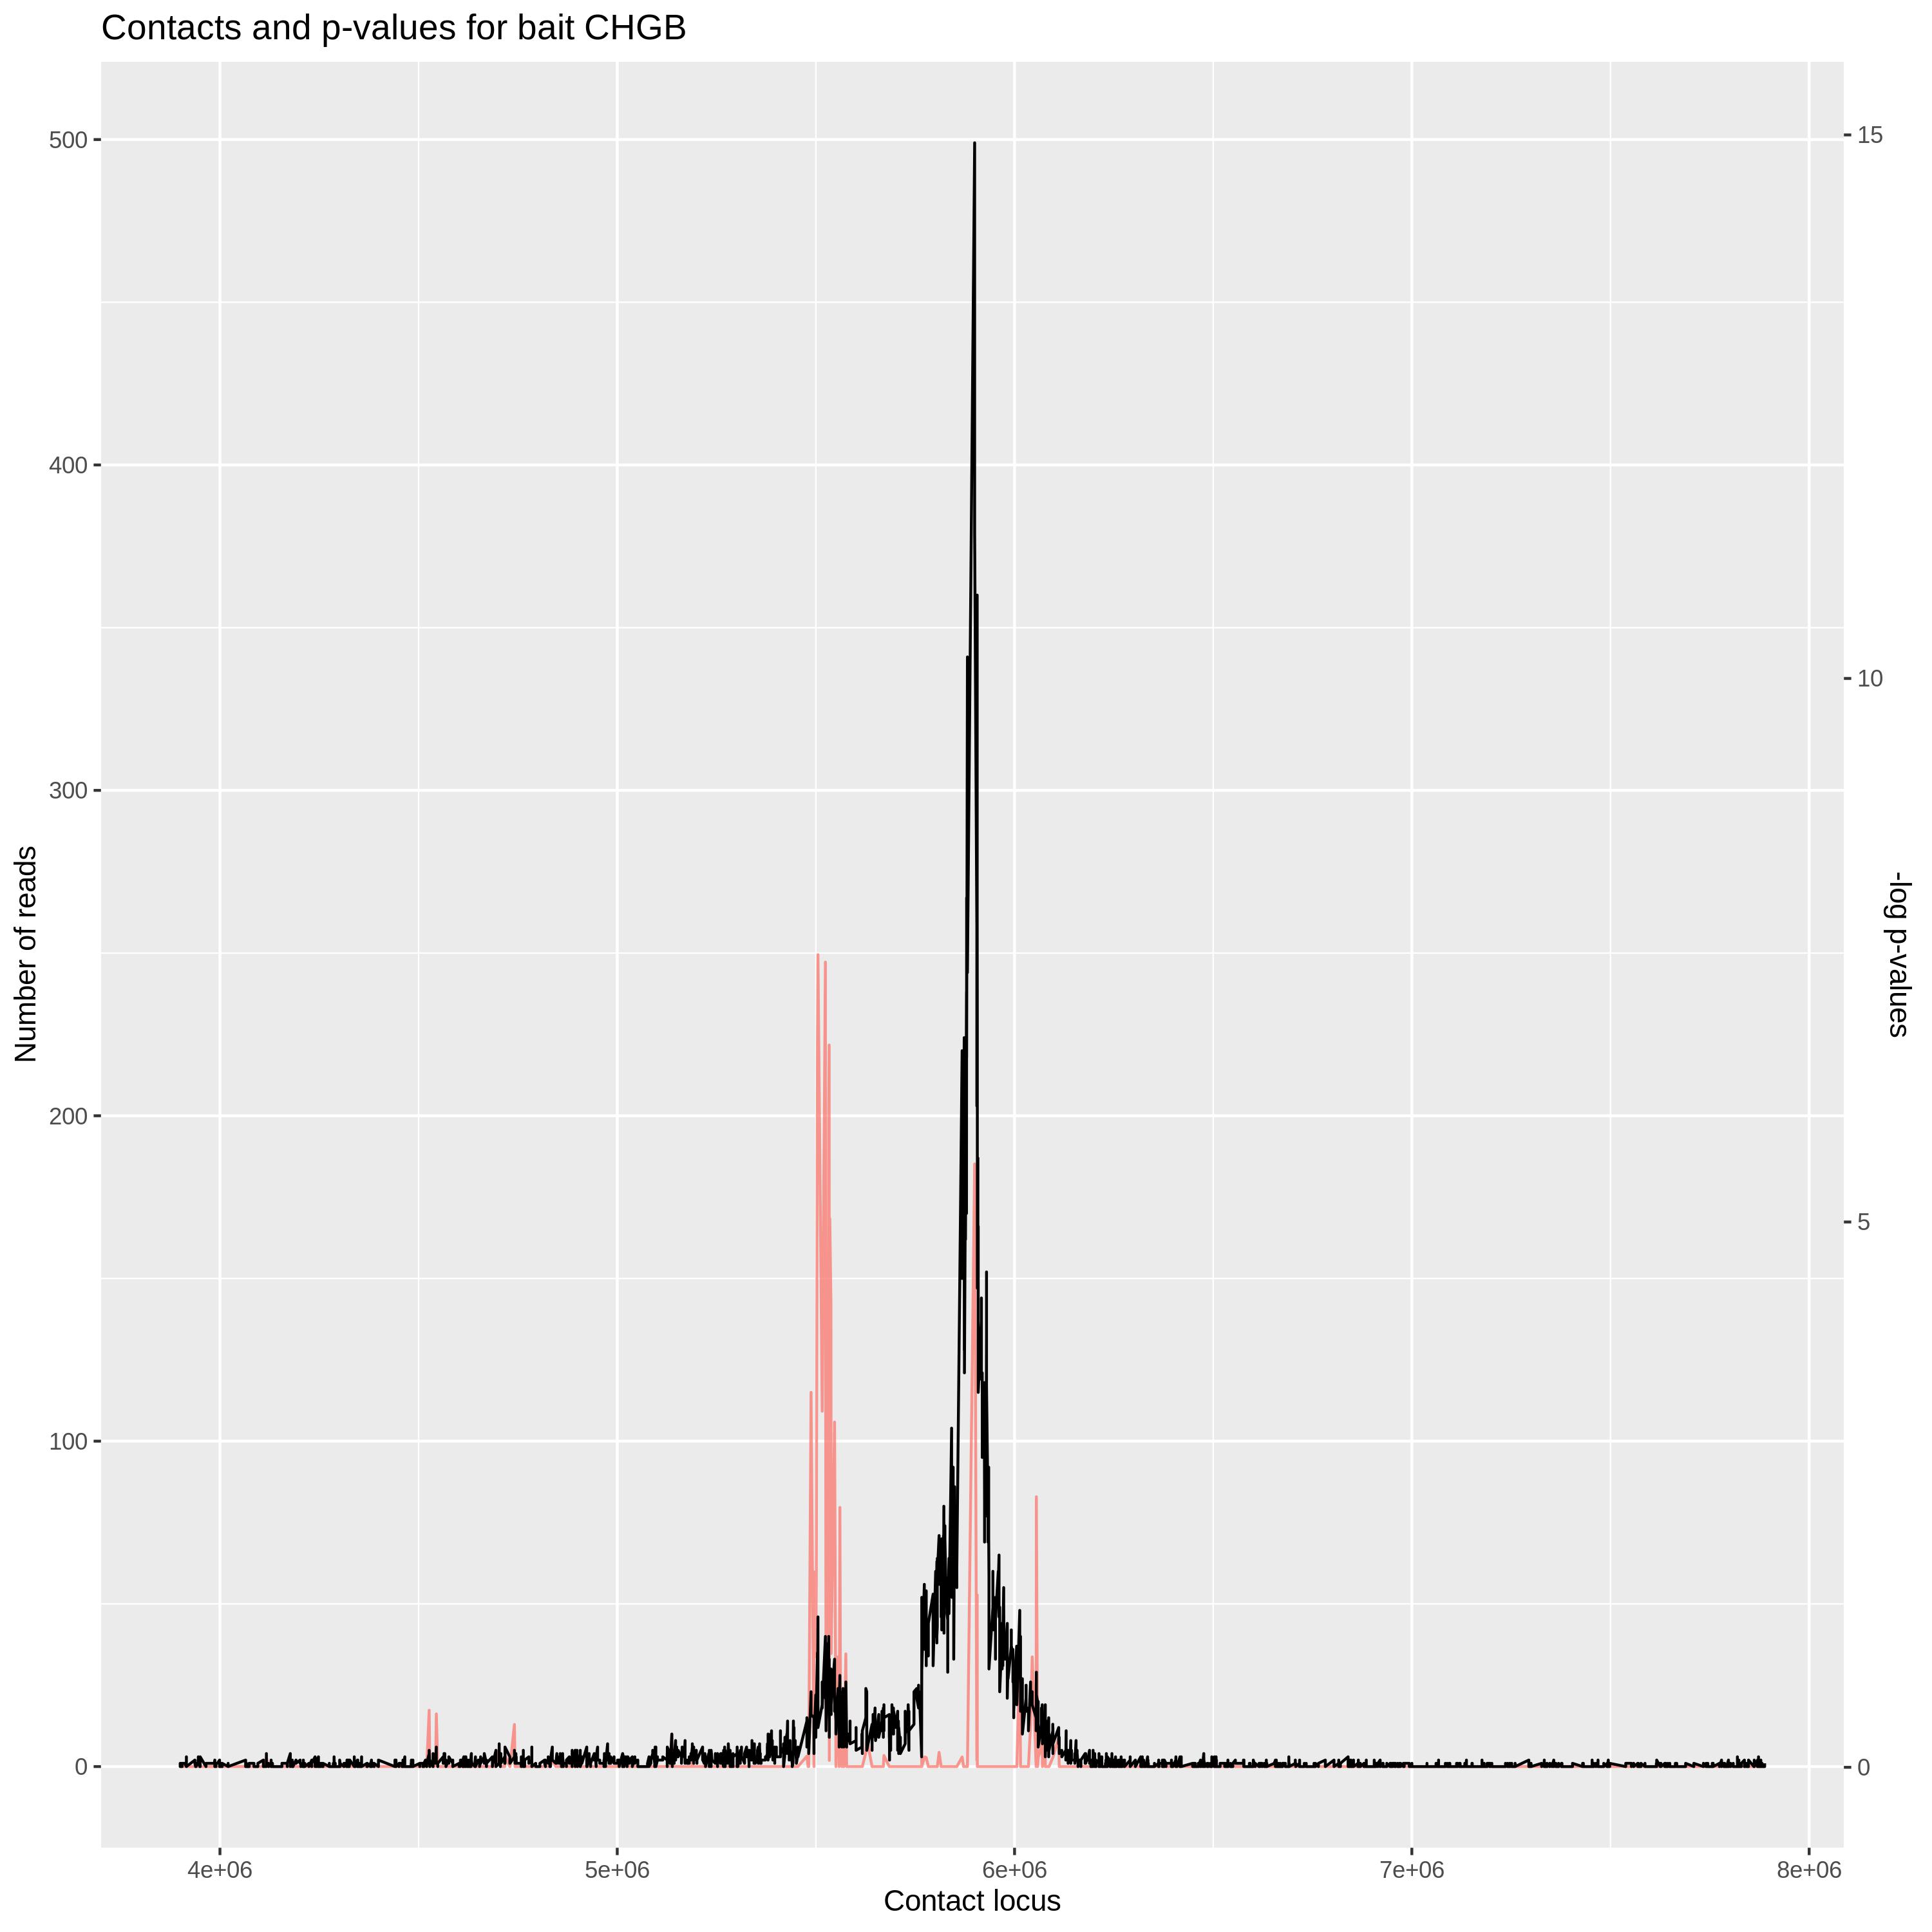 Contacts and p-values for bait CHGB
500
400
300
200
100
0
15
10
5
0
Number of reads
-log p-values
4e+06
5e+06
6e+06
7e+06
8e+06
Contact locus